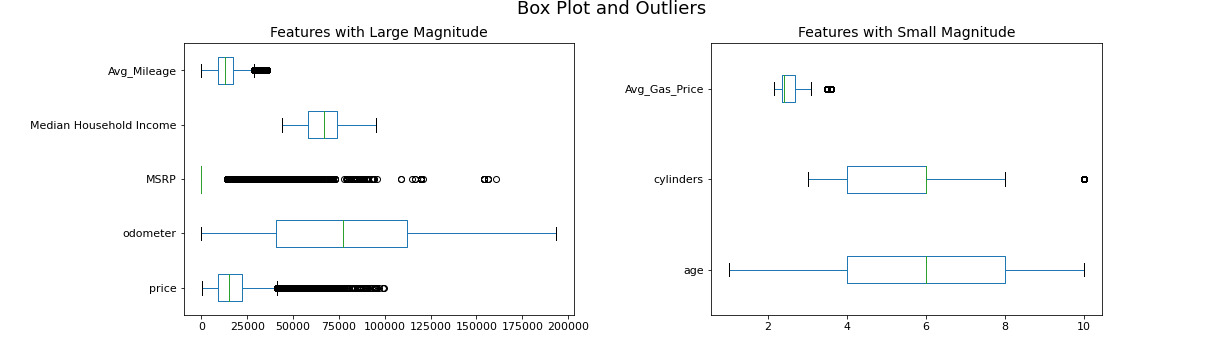 Box Plot and Outliers
Features with Large Magnitude
Avg_Mileage
Median Household Income
MSRP
odometer
price
0 25000 50000 75000 100000 125000 150000 175000 200000
Features with Small Magnitude
Avg_Gas_Price
cylinders
age
2 4 6 8 10